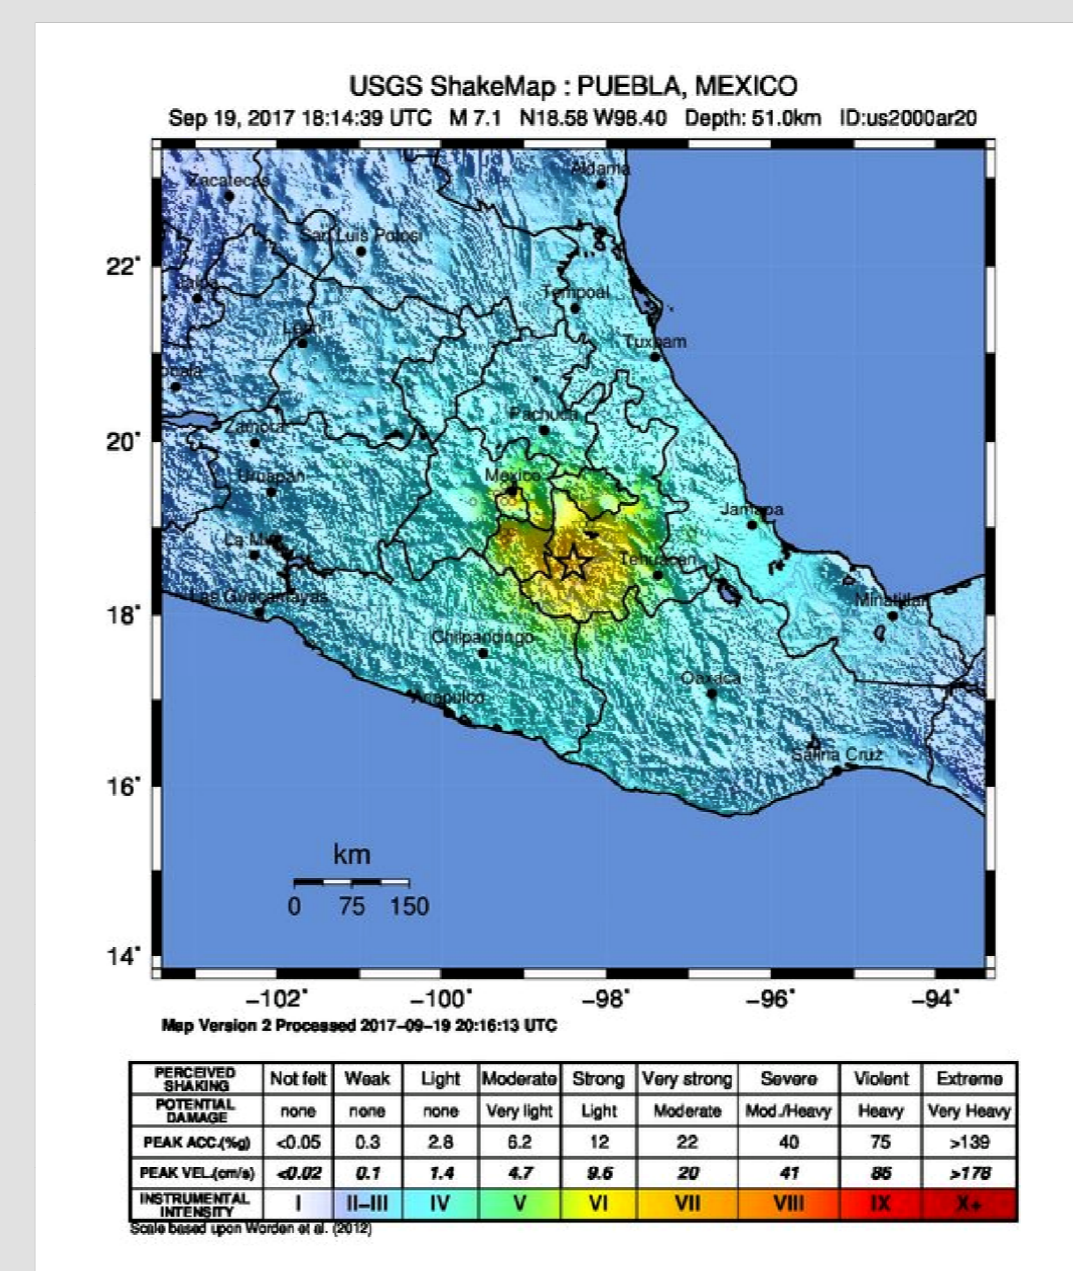 USGS ShakeMap : PUEBLA, MEXICO
Sep 19, 2017 18:14:39 UTC M 7.1 N18.58 W98.40 Depth: 51.0km ID:us2000ar20
Aldama
Zacatecas
San Luis Potosi
22°
Tempoal
Leon
Tuxpam
Pachuca
20°
Zamora
Uruapan
Mexico
Jamapa
La Mira
Tehuacan
Las Guacamayas
Minatitlan
18°
Chilpancingo
Oaxaca
Acapulco
Salina Cruz
16°
km
0 75 150
14°
−102° −100° −98° −96° −94°
Map Version 2 Processed 2017−09−19 20:16:13 UTC
PERCEIVED SHAKING Not felt Weak Light Moderate Strong Very strong Severe Violent Extreme
POTENTIAL DAMAGE none none none Very light Light Moderate Mod./Heavy Heavy Very Heavy
PEAK ACC.(%g) <0.05 0.3 2.8 6.2 12 22 40 75 >139
PEAK VEL.(cm/s) <0.02 0.1 1.4 4.7 9.6 20 41 86 >178
INSTRUMENTAL INTENSITY I II−III IV V VI VII VIII IX X+
Scale based upon Worden et al. (2012)